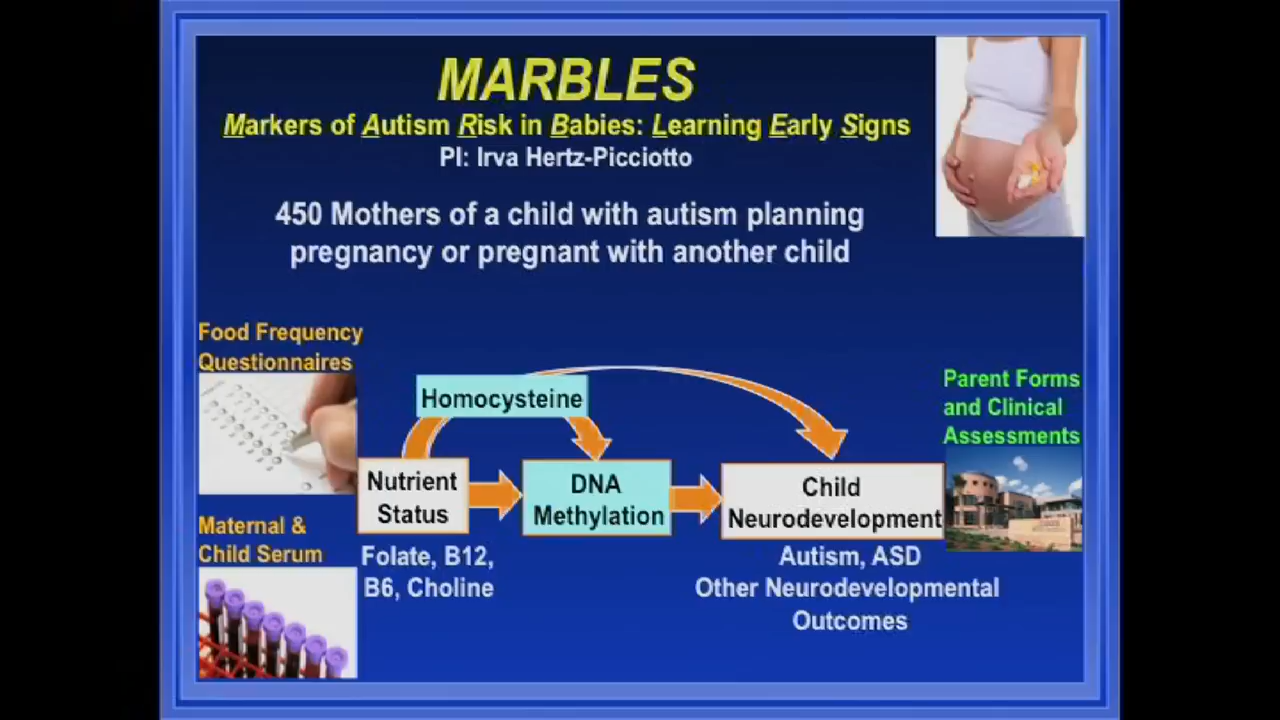 MARBLES
Markers of Autism Risk in Babies: Learning Early Signs
PI: Irva Hertz-Picciotto
450 Mothers of a child with autism planning
pregnancy or pregnant with another child
Food Frequency
Questionnaires
Homocysteine
Parent Forms
and Clinical
Assessments
Nutrient
Status
DNA
Methylation
Child
Neurodevelopment
Maternal &
Child Serum
Folate, B12,
B6, Choline
Autism, ASD
Other Neurodevelopmental
Outcomes